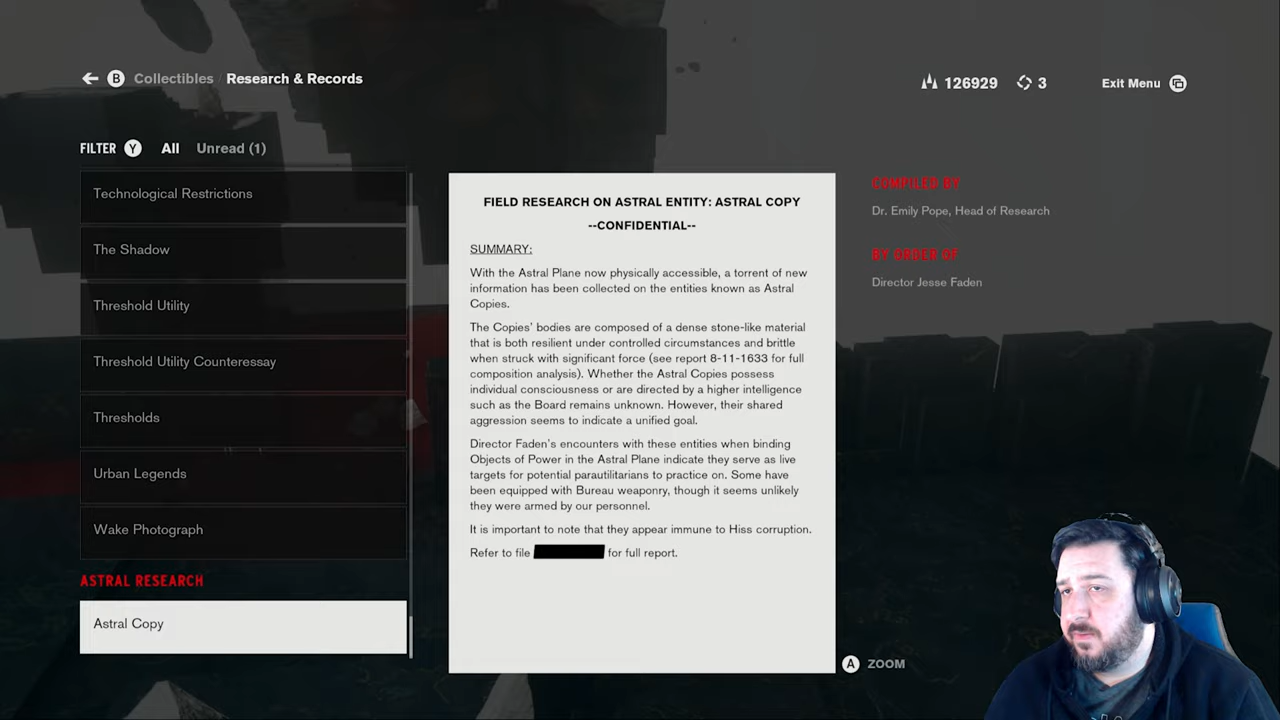 B Collectibles / Research & Records
126929 3 Exit Menu
FILTER Y All Unread (1)
Technological Restrictions
The Shadow
Threshold Utility
Threshold Utility Counteressay
Thresholds
Urban Legends
Wake Photograph
ASTRAL RESEARCH
Astral Copy
FIELD RESEARCH ON ASTRAL ENTITY: ASTRAL COPY
--CONFIDENTIAL--
SUMMARY:
With the Astral Plane now physically accessible, a torrent of new
information has been collected on the entities known as Astral
Copies.
The Copies' bodies are composed of a dense stone-like material
that is both resilient under controlled circumstances and brittle
when struck with significant force (see report 8-11-1633 for full
composition analysis). Whether the Astral Copies possess
individual consciousness or are directed by a higher intelligence
such as the Board remains unknown. However, their shared
aggression seems to indicate a unified goal.
Director Faden's encounters with these entities when binding
Objects of Power in the Astral Plane indicate they serve as live
targets for potential parautilitarians to practice on. Some have
been equipped with Bureau weaponry, though it seems unlikely
they were armed by our personnel.
It is important to note that they appear immune to Hiss corruption.
Refer to file for full report.
COMPILED BY
Dr. Emily Pope, Head of Research
BY ORDER OF
Director Jesse Faden
A ZOOM